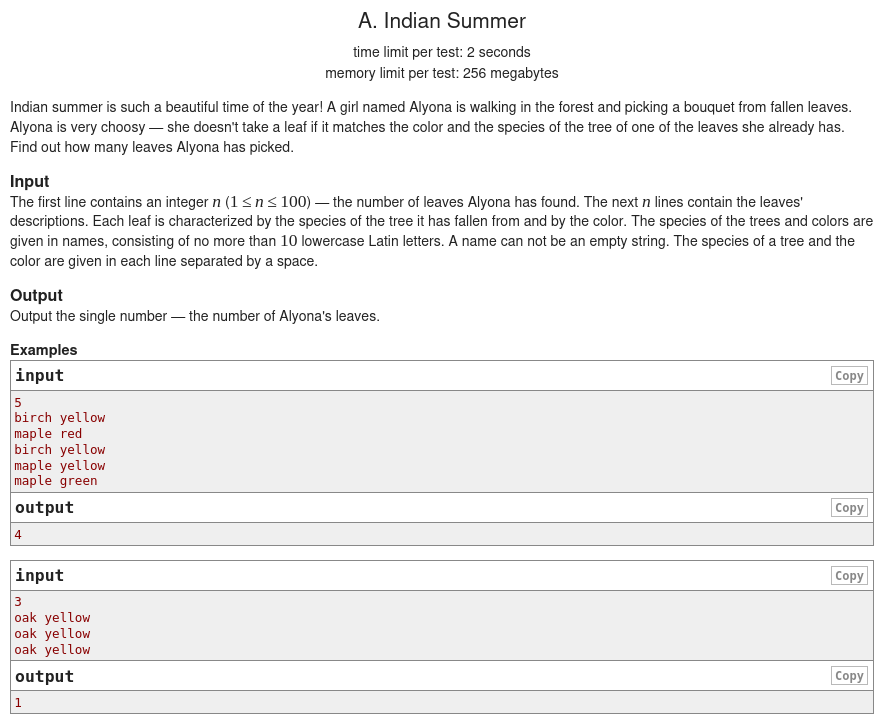 A. Indian Summer
time limit per test: 2 seconds
memory limit per test: 256 megabytes
Indian summer is such a beautiful time of the year! A girl named Alyona is walking in the forest and picking a bouquet from fallen leaves.
Alyona is very choosy — she doesn't take a leaf if it matches the color and the species of the tree of one of the leaves she already has.
Find out how many leaves Alyona has picked.
Input
The first line contains an integer n (1 ≤ n ≤ 100) — the number of leaves Alyona has found. The next n lines contain the leaves'
descriptions. Each leaf is characterized by the species of the tree it has fallen from and by the color. The species of the trees and colors are
given in names, consisting of no more than 10 lowercase Latin letters. A name can not be an empty string. The species of a tree and the
color are given in each line separated by a space.
Output
Output the single number — the number of Alyona's leaves.
Examples
input Copy
5
birch yellow
maple red
birch yellow
maple yellow
maple green
output Copy
4
input Copy
3
oak yellow
oak yellow
oak yellow
output Copy
1